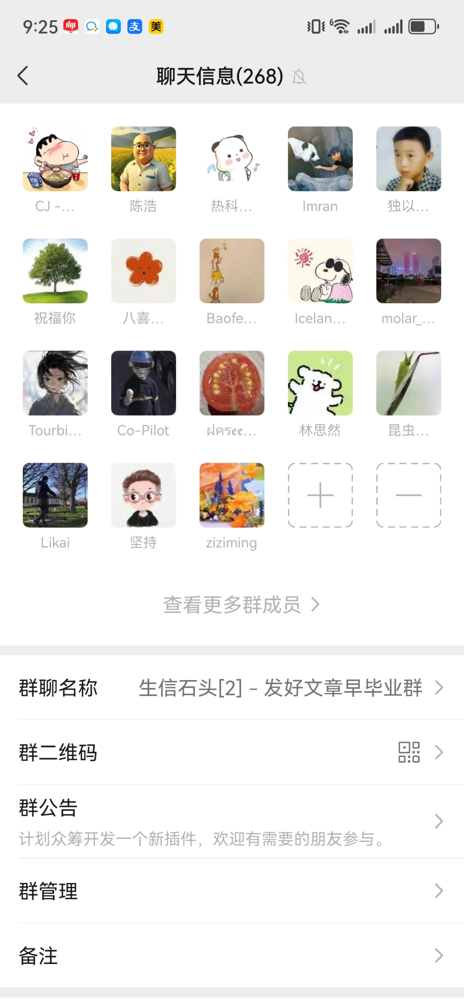 9:25
聊天信息(268)
CJ -...
陈浩
热科...
Imran
独以...
祝福你
八喜...
Baofe...
Icelan...
molar_...
Tourbi...
Co-Pilot
林思然
昆虫...
Likai
坚持
ziziming
查看更多群成员
群聊名称
生信石头[2] - 发好文章早毕业群
群二维码
群公告
计划众筹开发一个新插件，欢迎有需要的朋友参与。
群管理
备注